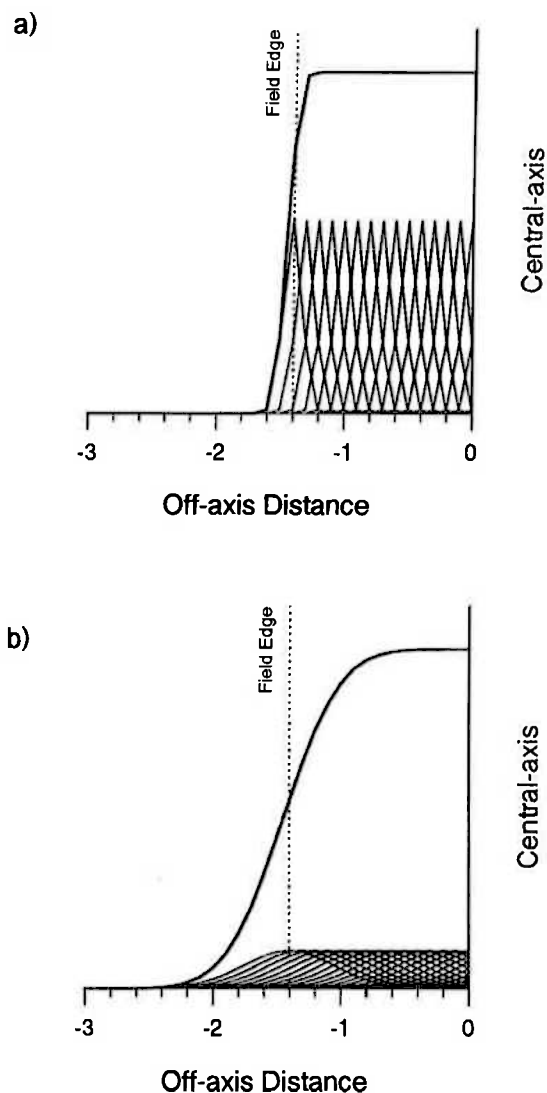 a)
Field Edge
Central-axis
-3 -2 -1 0
Off-axis Distance
b)
Field Edge
Central-axis
-3 -2 -1 0
Off-axis Distance